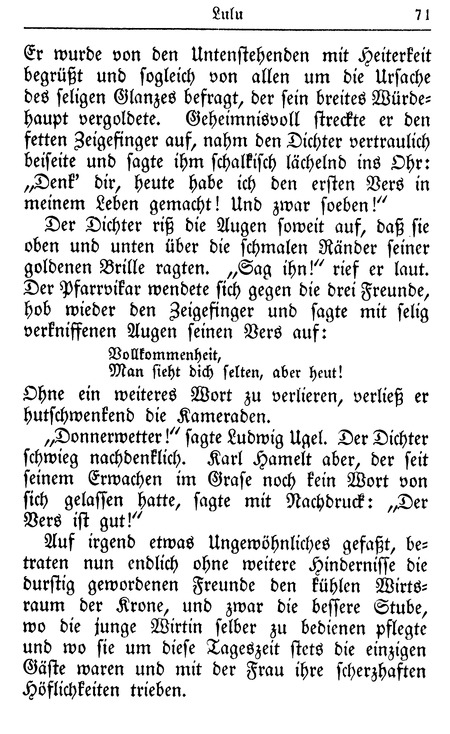 Lulu 71
Er wurde von den Untenstehenden mit Heiterkeit
begrüßt und sogleich von allen um die Ursache
des seligen Glanzes befragt, der sein breites Würde-
haupt vergoldete. Geheimnisvoll streckte er den
fetten Zeigefinger auf, nahm den Dichter vertraulich
beiseite und sagte ihm schalkisch lächelnd ins Ohr:
„Denk’ dir, heute habe ich den ersten Vers in
meinem Leben gemacht! Und zwar soeben!“
Der Dichter riß die Augen soweit auf, daß sie
oben und unten über die schmalen Ränder seiner
goldenen Brille ragten. „Sag ihn!“ rief er laut.
Der Pfarrvikar wendete sich gegen die drei Freunde,
hob wieder den Zeigefinger und sagte mit selig
verkniffenen Augen seinen Vers auf:
Vollkommenheit,
Man sieht dich selten, aber heut!
Ohne ein weiteres Wort zu verlieren, verließ er
hutschwenkend die Kameraden.
„Donnerwetter!“ sagte Ludwig Ugel. Der Dichter
schwieg nachdenklich. Karl Hamelt aber, der seit
seinem Erwachen im Grase noch kein Wort von
sich gelassen hatte, sagte mit Nachdruck: „Der
Vers ist gut!“
Auf irgend etwas Ungewöhnliches gefaßt, be-
traten nun endlich ohne weitere Hindernisse die
durstig gewordenen Freunde den kühlen Wirts-
raum der Krone, und zwar die bessere Stube,
wo die junge Wirtin selber zu bedienen pflegte
und wo sie um diese Tageszeit stets die einzigen
Gäste waren und mit der Frau ihre scherzhaften
Höflichkeiten trieben.